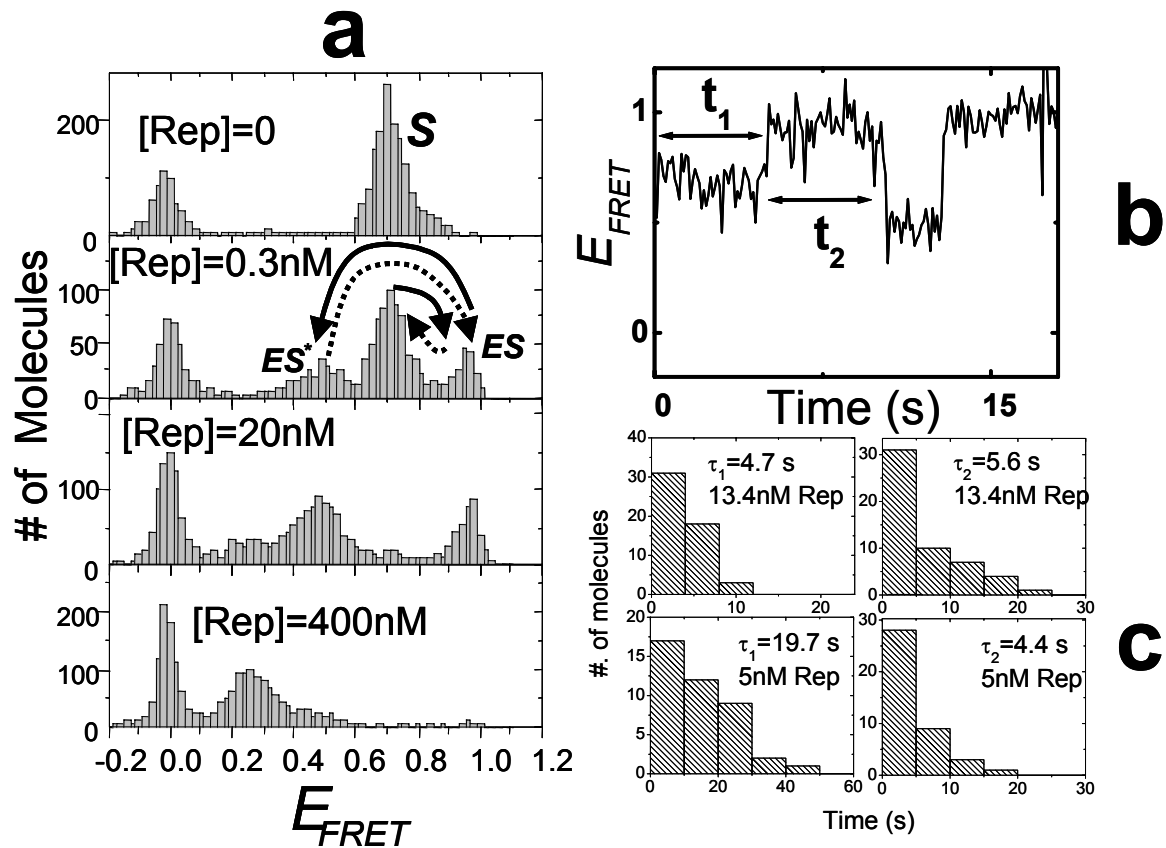 a
# of Molecules
200
0
[Rep]=0
S
100
50
0
[Rep]=0.3nM
ES*
ES
100
0
[Rep]=20nM
200
100
0
[Rep]=400nM
-0.2 0.0 0.2 0.4 0.6 0.8 1.0 1.2
E_FRET
b
E_FRET
1
0
t1
t2
0 15
Time (s)
c
#. of molecules
40
30
20
10
0
τ1=4.7 s
13.4nM Rep
0 10 20
30
20
10
0
τ2=5.6 s
13.4nM Rep
0 10 20 30
20
15
10
5
0
τ1=19.7 s
5nM Rep
0 20 40 60
30
20
10
0
τ2=4.4 s
5nM Rep
0 10 20 30
Time (s)